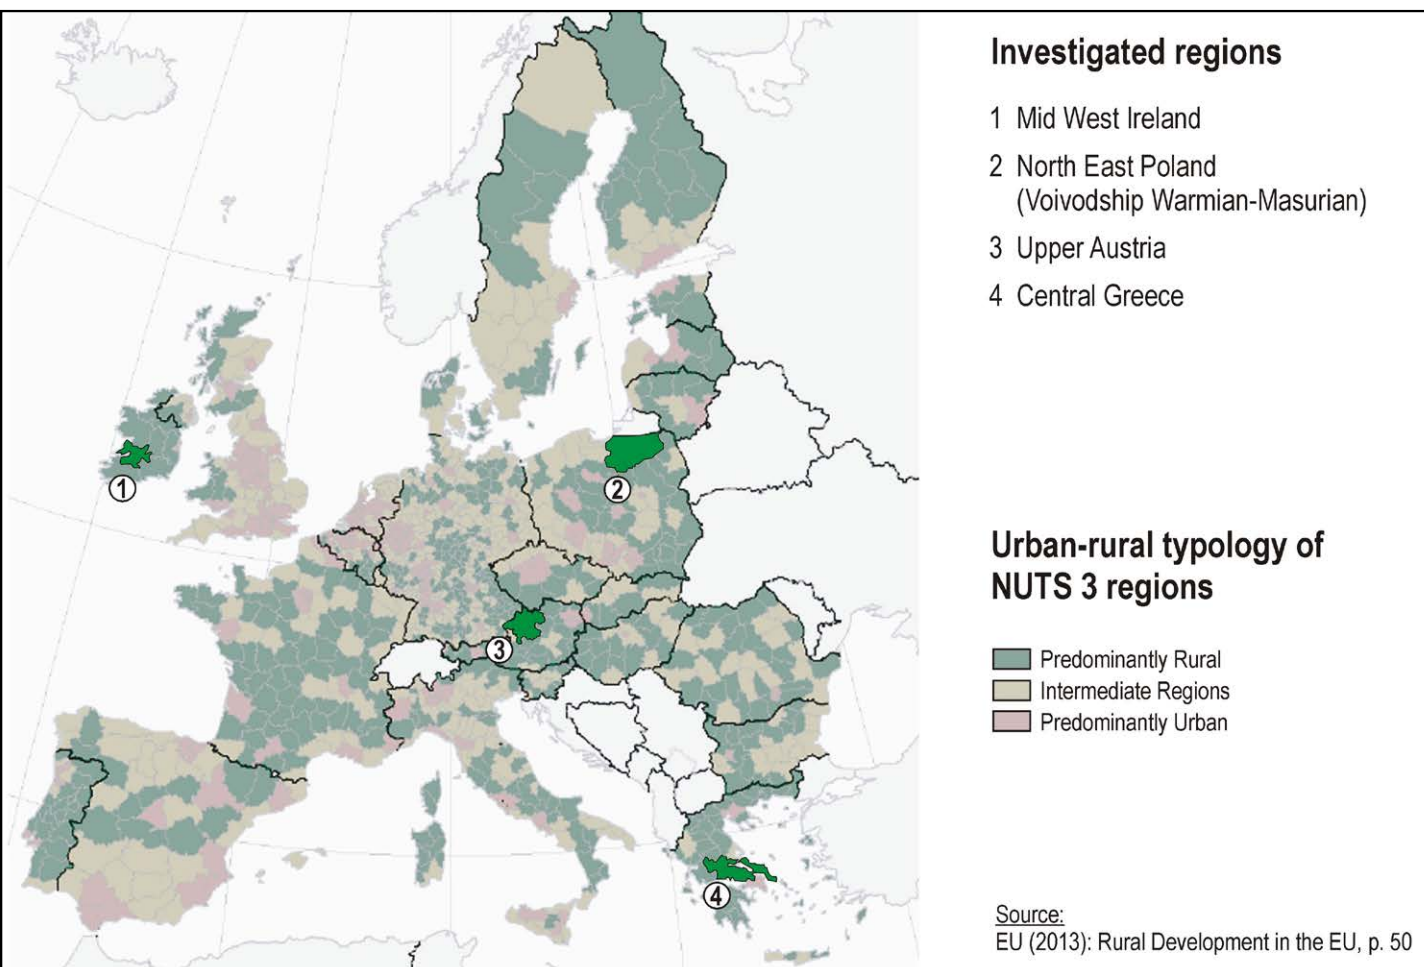 Investigated regions
1 Mid West Ireland
2 North East Poland
(Voivodship Warmian-Masurian)
3 Upper Austria
4 Central Greece
1
2
3
4
Urban-rural typology of
NUTS 3 regions
Predominantly Rural
Intermediate Regions
Predominantly Urban
Source:
EU (2013): Rural Development in the EU, p. 50